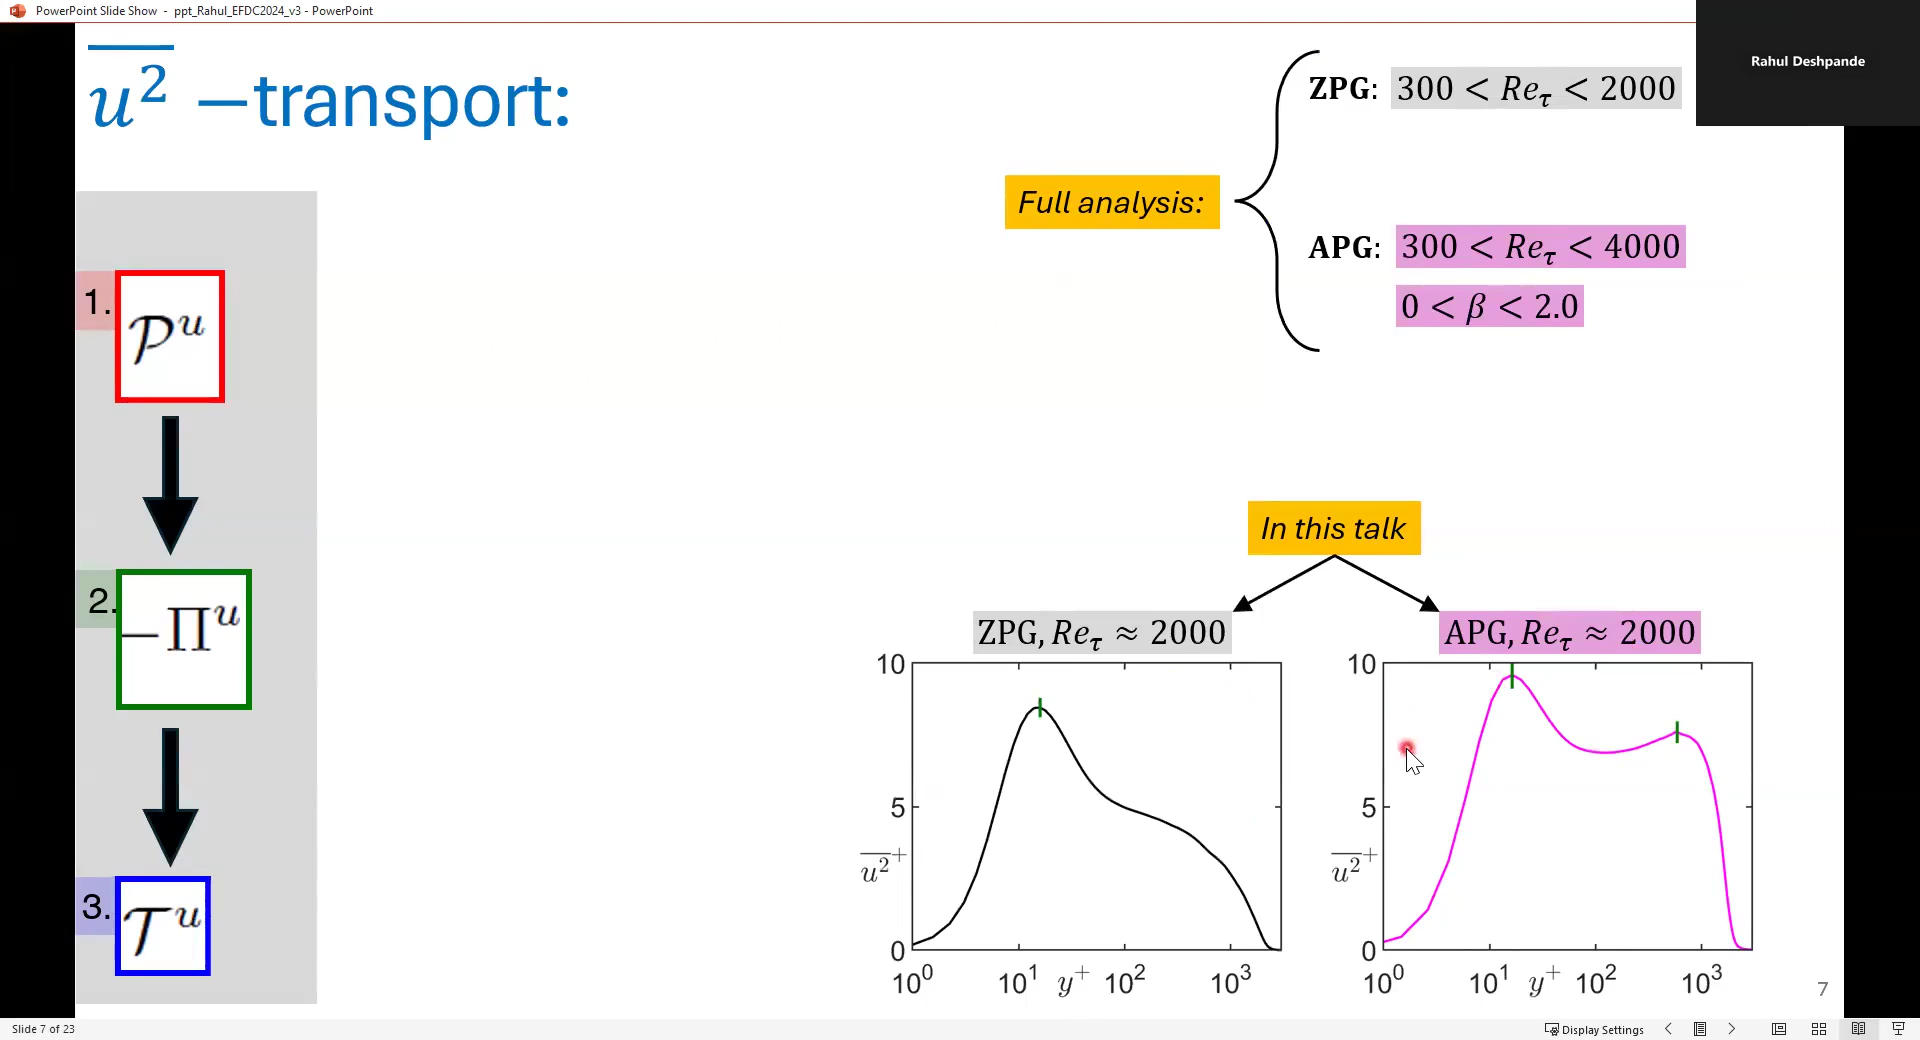 PowerPoint Slide Show - ppt_Rahul_EFDC2024_v3 - PowerPoint
Rahul Deshpande
u² –transport:
ZPG: 300 < Reτ < 2000
Full analysis:
APG: 300 < Reτ < 4000
0 < β < 2.0
1. 𝒫ᵘ
2. −Πᵘ
3. 𝒯ᵘ
In this talk
ZPG, Reτ ≈ 2000
APG, Reτ ≈ 2000
10
5
0
u²⁺
10⁰ 10¹ y⁺ 10² 10³
10
5
0
u²⁺
10⁰ 10¹ y⁺ 10² 10³
7
Slide 7 of 23
Display Settings